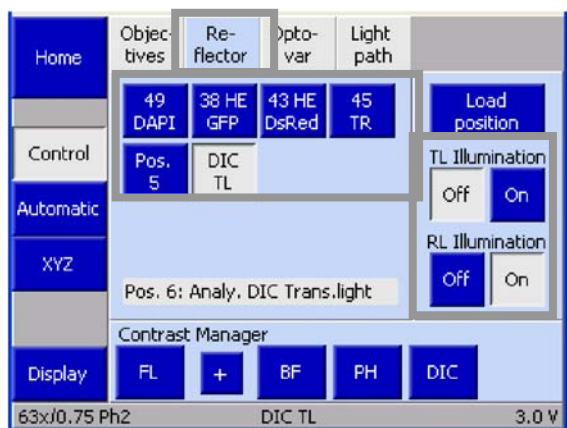 Home
Objec-
tives
Re-
flector
Opto-
var
Light
path
49
DAPI
38 HE
GFP
43 HE
DsRed
45
TR
Load
position
Control
Pos.
5
DIC
TL
TL Illumination
Off
On
Automatic
XYZ
RL Illumination
Off
On
Pos. 6: Analy. DIC Trans.light
Contrast Manager
Display
FL
+
BF
PH
DIC
63x/0.75 Ph2
DIC TL
3.0 V